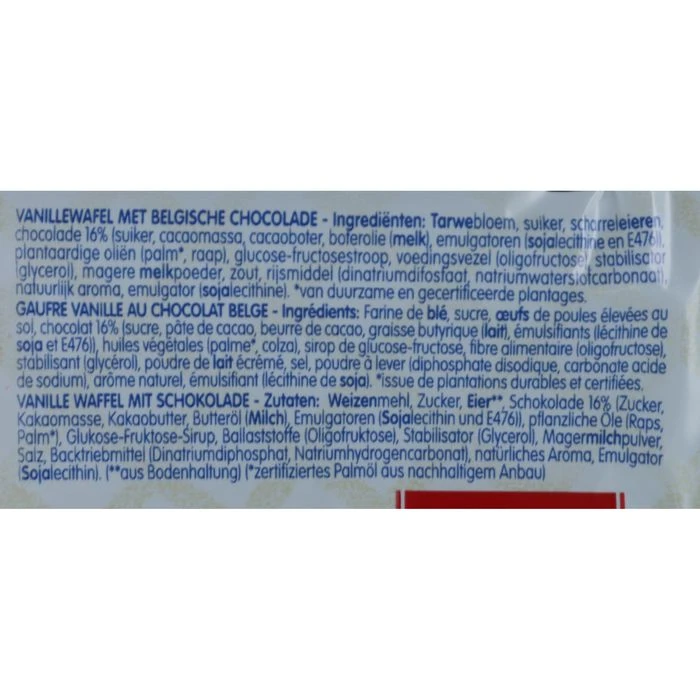 VANILLEWAFEL MET BELGISCHE CHOCOLADE - Ingrediënten: Tarwebloem, suiker, scharreleieren,
chocolade 16% (suiker, cacaomassa, cacaoboter, boterolie (melk), emulgatoren (sojalecithine en E476)),
plantaardige oliën (palm*, raap), glucose-fructosestroop, voedingsvezel (oligofructose), stabilisator
(glycerol), magere melkpoeder, zout, rijsmiddel (dinatriumdifosfaat, natriumwaterstofcarbonaat),
natuurlijk aroma, emulgator (sojalecithine). *van duurzame en gecertificeerde plantages.
GAUFRE VANILLE AU CHOCOLAT BELGE - Ingrédients: Farine de blé, sucre, œufs de poules élevées au
sol, chocolat 16% (sucre, pâte de cacao, beurre de cacao, graisse butyrique (lait), émulsifiants (lécithine de
soja et E476)), huiles végétales (palme*, colza), sirop de glucose-fructose, fibre alimentaire (oligofructose),
stabilisant (glycérol), poudre de lait écrémé, sel, poudre à lever (diphosphate disodique, carbonate acide
de sodium), arôme naturel, émulsifiant (lécithine de soja). *issue de plantations durables et certifiées.
VANILLE WAFFEL MIT SCHOKOLADE - Zutaten: Weizenmehl, Zucker, Eier**, Schokolade 16% (Zucker,
Kakaomasse, Kakaobutter, Butteröl (Milch), Emulgatoren (Sojalecithin und E476)), pflanzliche Öle (Raps,
Palm*), Glukose-Fruktose-Sirup, Ballaststoffe (Oligofruktose), Stabilisator (Glycerol), Magermilchpulver,
Salz, Backtriebmittel (Dinatriumdiphosphat, Natriumhydrogencarbonat), natürliches Aroma, Emulgator
(Sojalecithin). (**aus Bodenhaltung) (*zertifiziertes Palmöl aus nachhaltigem Anbau)